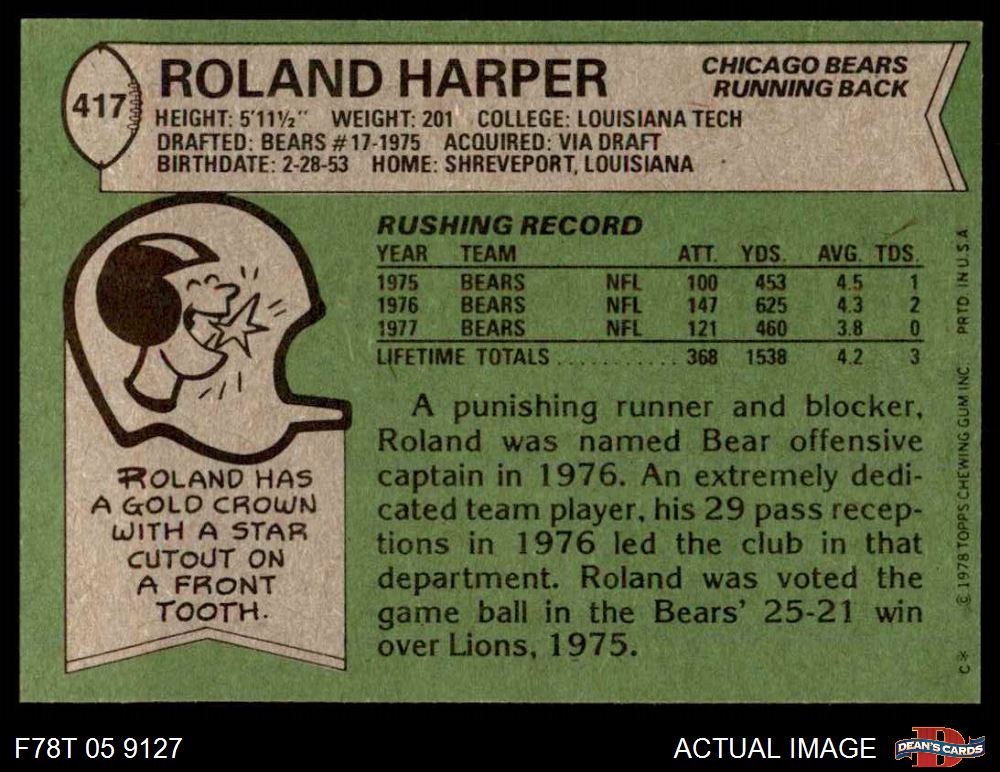 417
ROLAND HARPER
CHICAGO BEARS
RUNNING BACK
HEIGHT: 5'11½" WEIGHT: 201 COLLEGE: LOUISIANA TECH
DRAFTED: BEARS #17-1975 ACQUIRED: VIA DRAFT
BIRTHDATE: 2-28-53 HOME: SHREVEPORT, LOUISIANA
RUSHING RECORD
YEAR TEAM ATT. YDS. AVG. TDS.
1975 BEARS NFL 100 453 4.5 1
1976 BEARS NFL 147 625 4.3 2
1977 BEARS NFL 121 460 3.8 0
LIFETIME TOTALS ........... 368 1538 4.2 3
A punishing runner and blocker,
Roland was named Bear offensive
captain in 1976. An extremely dedi-
cated team player, his 29 pass recep-
tions in 1976 led the club in that
department. Roland was voted the
game ball in the Bears' 25-21 win
over Lions, 1975.
ROLAND HAS
A GOLD CROWN
WITH A STAR
CUTOUT ON
A FRONT
TOOTH.
C* © 1978 TOPPS CHEWING GUM INC. PRTD. IN U.S.A.
F78T 05 9127
ACTUAL IMAGE
D
DEAN'S CARDS